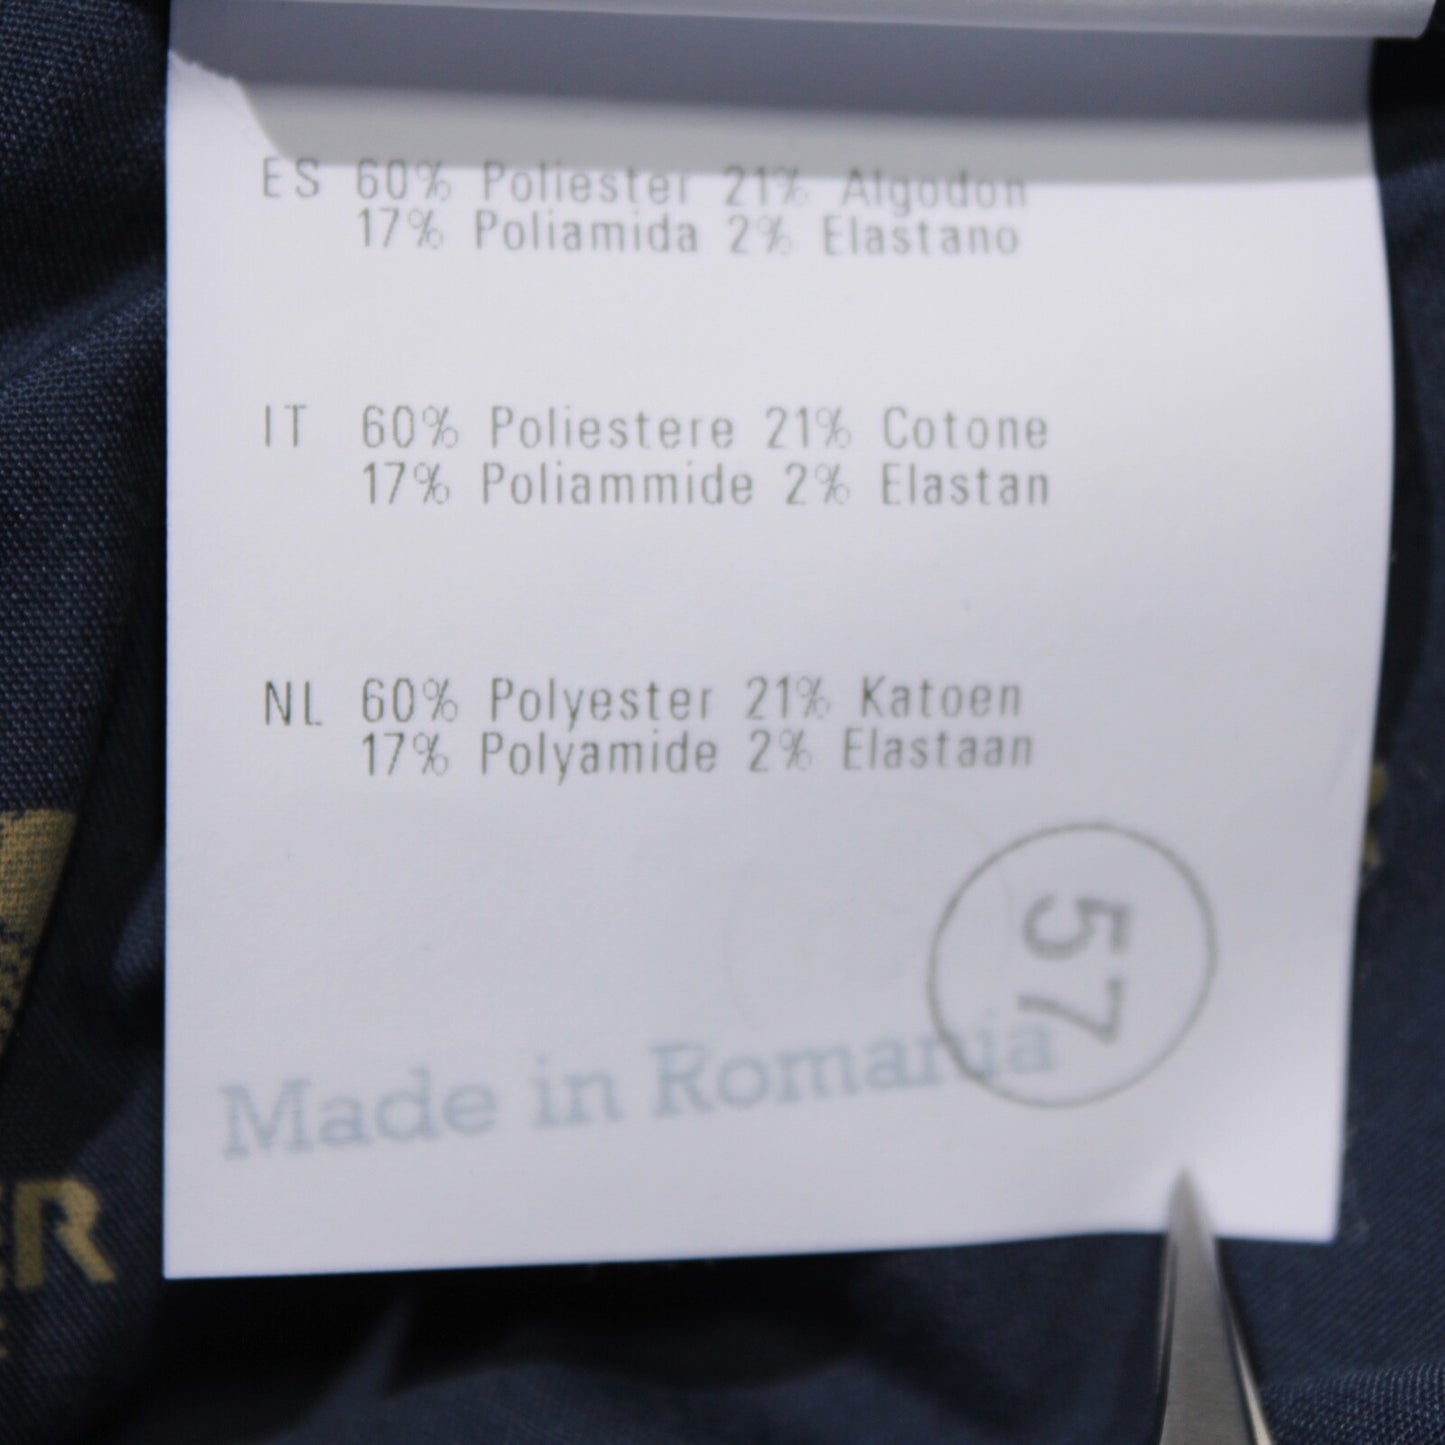 ES 60% Poliester 21% Algodon
17% Poliamida 2% Elastano
IT 60% Poliestere 21% Cotone
17% Poliammide 2% Elastan
NL 60% Polyester 21% Katoen
17% Polyamide 2% Elastaan
57
Made in Romania
ER